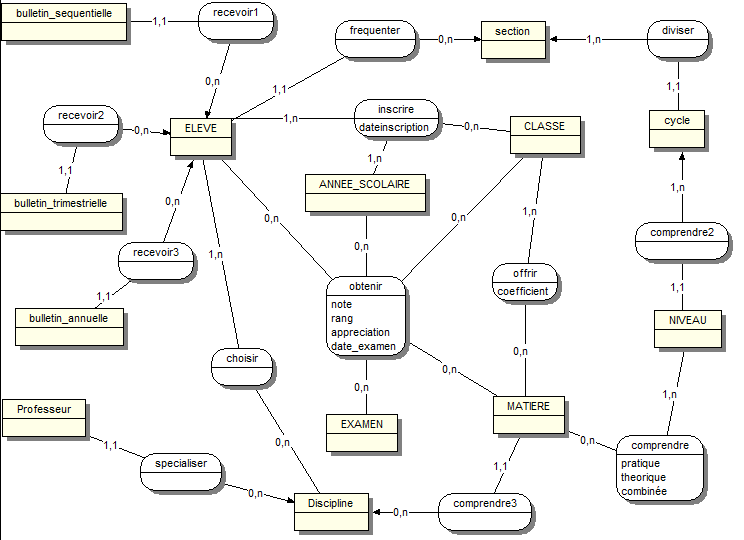 bulletin_sequentielle
1,1
recevoir1
frequenter
0,n
section
1,n
diviser
0,n
1,1
1,1
recevoir2
0,n
ELEVE
1,n
inscrire
dateinscription
0,n
CLASSE
cycle
1,1
1,n
ANNEE_SCOLAIRE
1,n
bulletin_trimestrielle
0,n
0,n
0,n
1,n
comprendre2
recevoir3
1,n
0,n
offrir
coefficient
1,1
1,1
obtenir
note
rang
appreciation
date_examen
bulletin_annuelle
NIVEAU
choisir
0,n
0,n
0,n
1,n
Professeur
EXAMEN
MATIERE
1,1
0,n
0,n
comprendre
pratique
theorique
combinée
specialiser
1,1
0,n
Discipline
0,n
comprendre3